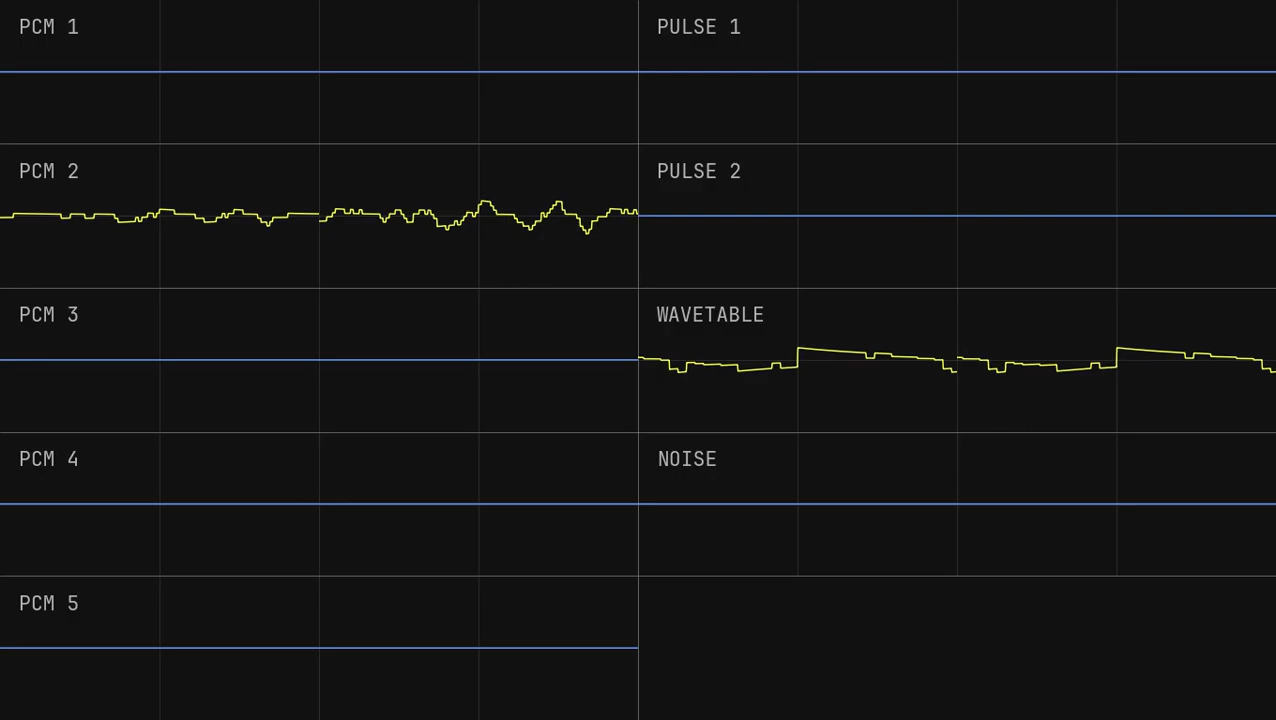 PCM 1
PULSE 1
PCM 2
PULSE 2
PCM 3
WAVETABLE
PCM 4
NOISE
PCM 5